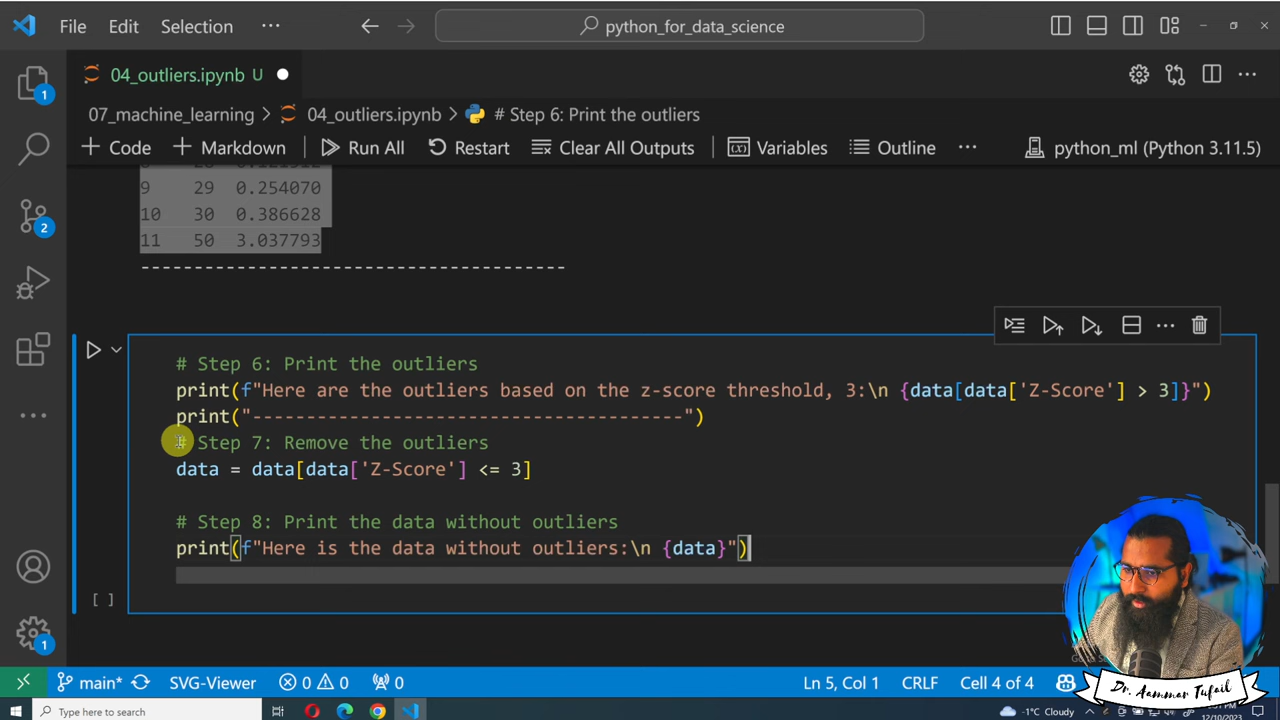 File Edit Selection ··· python_for_data_science
04_outliers.ipynb U
07_machine_learning > 04_outliers.ipynb > # Step 6: Print the outliers
+ Code + Markdown Run All Restart Clear All Outputs Variables Outline ··· python_ml (Python 3.11.5)
9 29 0.254070
10 30 0.386628
11 50 3.037793
----------------------------------------
# Step 6: Print the outliers
print(f"Here are the outliers based on the z-score threshold, 3:\n {data[data['Z-Score'] > 3]}")
print("----------------------------------------")
# Step 7: Remove the outliers
data = data[data['Z-Score'] <= 3]
# Step 8: Print the data without outliers
print(f"Here is the data without outliers:\n {data}")
[ ]
1
2
1
main* SVG-Viewer 0 0 0 Ln 5, Col 1 CRLF Cell 4 of 4
Dr. Aammar Tufail
Type here to search
-1°C Cloudy
12/10/2023